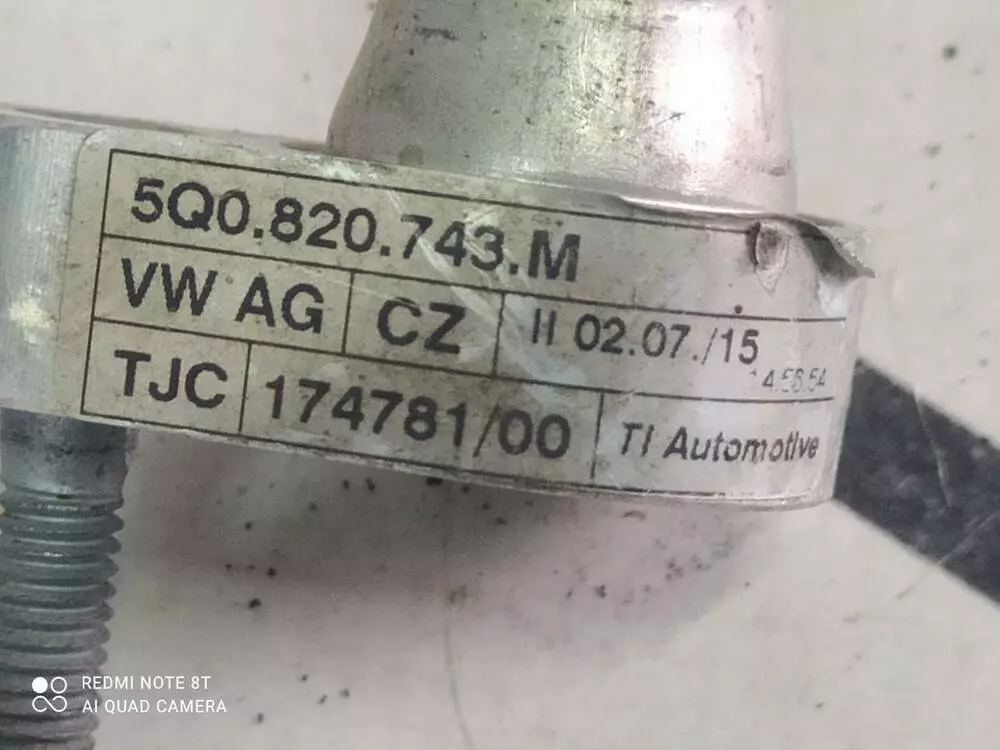 5Q0.820.743.M
VW AG CZ II 02.07./15
14.56.54
TJC 174781/00 TI Automotive
REDMI NOTE 8T
AI QUAD CAMERA